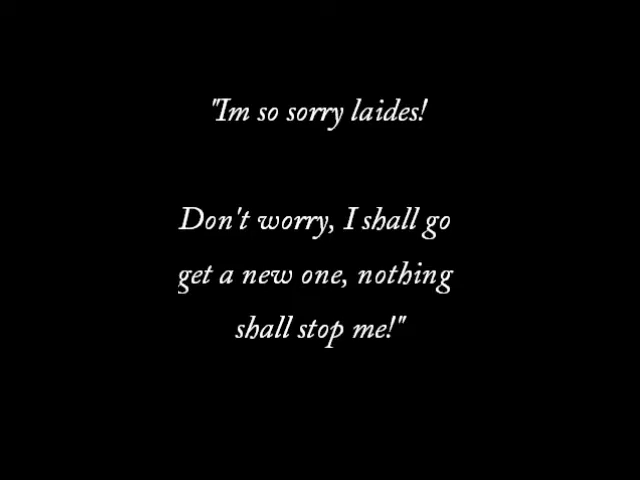 "Im so sorry laides!
Don't worry, I shall go
get a new one, nothing
shall stop me!"